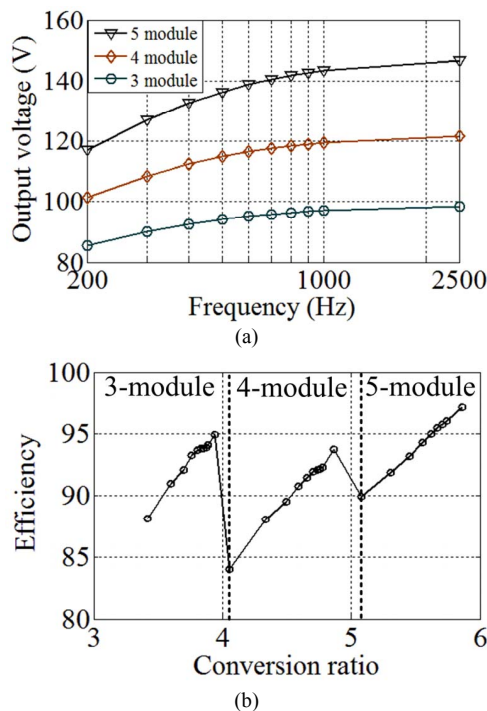 5 module
4 module
3 module
Output voltage (V)
160
140
120
100
80
200
1000
2500
Frequency (Hz)
(a)
3-module
4-module
5-module
Efficiency
100
95
90
85
80
3
4
5
6
Conversion ratio
(b)